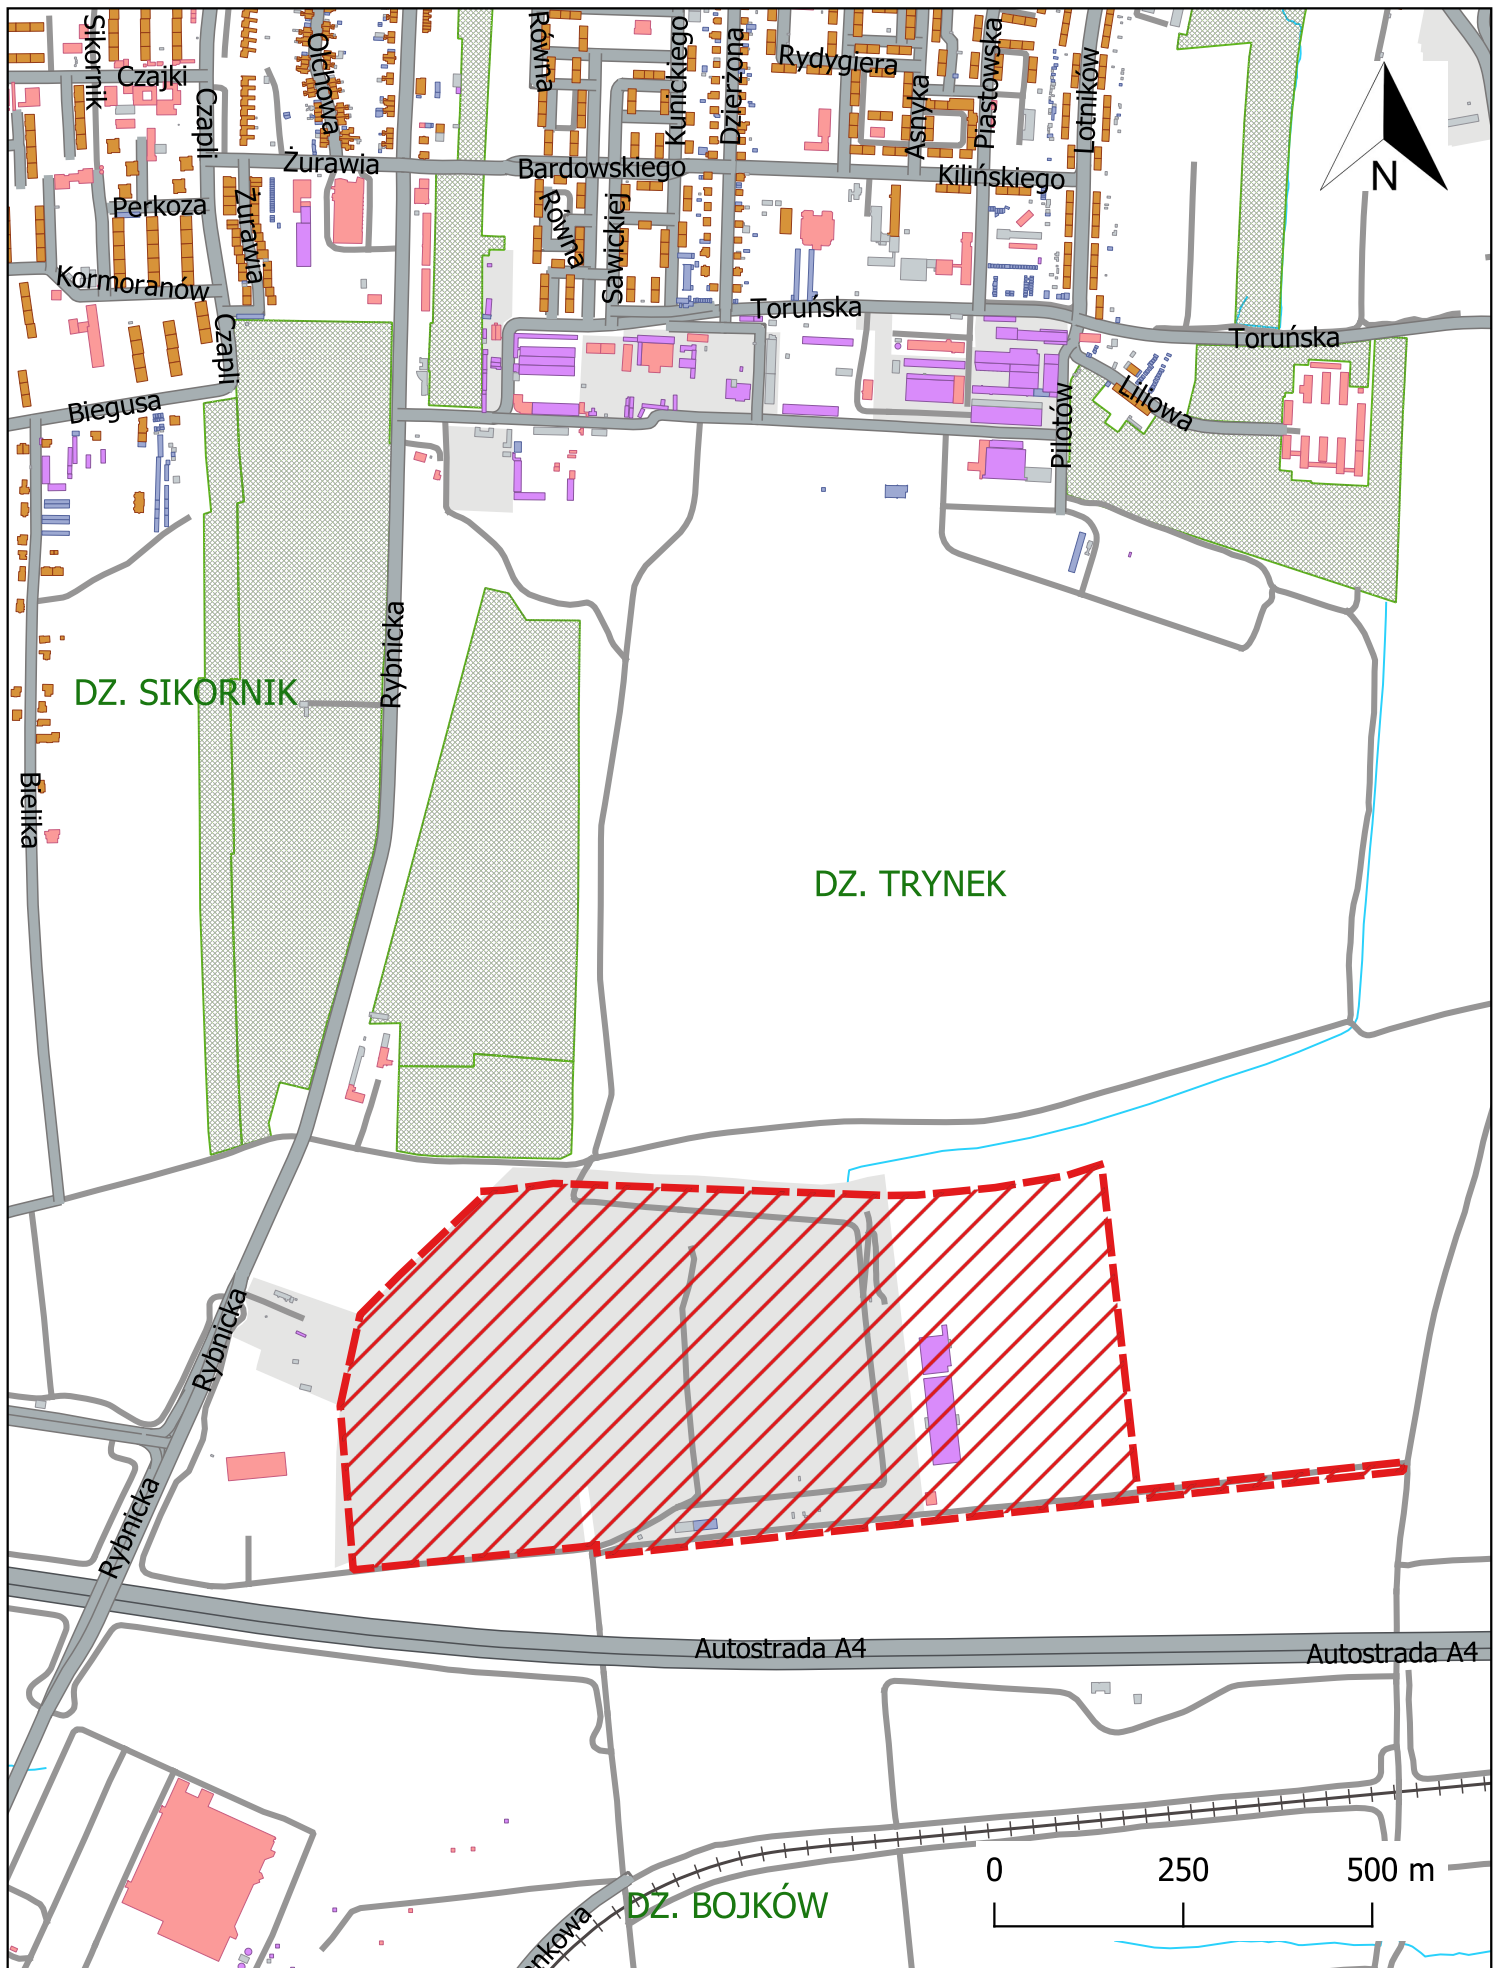 Sikornik
Czajki
Czapli
Olchowa
Równa
Kunickiego
Dzierżona
Rydygiera
Asnyka
Piastowska
Lotników
N
Żurawia
Bardowskiego
Kilińskiego
Perkoza
Żurawia
Równa
Sawickiej
Kormoranów
Czapli
Toruńska
Toruńska
Biegusa
Pilotów
Liliowa
Rybnicka
DZ. SIKORNIK
Bielika
DZ. TRYNEK
Rybnicka
Rybnicka
Autostrada A4
Autostrada A4
0 250 500 m
DZ. BOJKÓW
nkowa